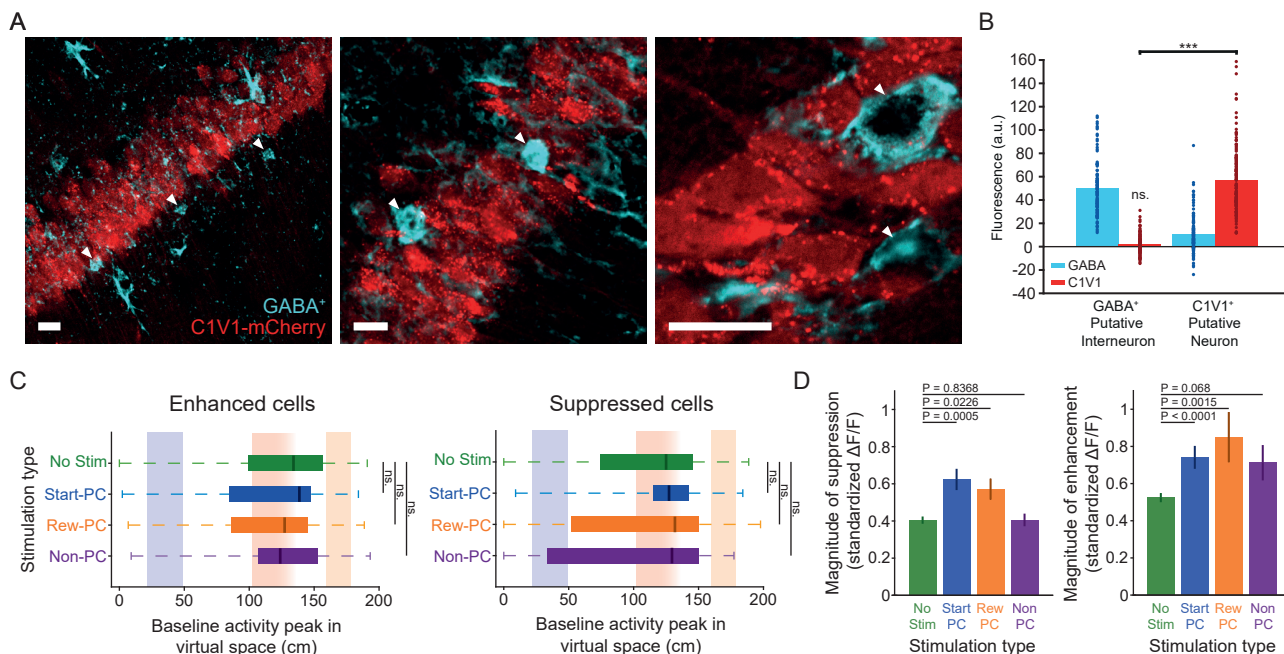 A
GABA⁺
C1V1-mCherry
B
***
Fluorescence (a.u.)
160
140
120
100
80
60
40
20
0
-20
-40
ns.
GABA
C1V1
GABA⁺
Putative
Interneuron
C1V1⁺
Putative
Neuron
C
Enhanced cells
Stimulation type
No Stim
Start-PC
Rew-PC
Non-PC
ns.
ns.
ns.
0 50 100 150 200
Baseline activity peak in
virtual space (cm)
Suppressed cells
No Stim
Start-PC
Rew-PC
Non-PC
ns.
ns.
ns.
0 50 100 150 200
Baseline activity peak in
virtual space (cm)
D
Magnitude of suppression
(standardized ΔF/F)
P = 0.8368
P = 0.0226
P = 0.0005
1
0.8
0.6
0.4
0.2
0
No Start Rew Non
Stim PC PC PC
Stimulation type
Magnitude of enhancement
(standardized ΔF/F)
P = 0.068
P = 0.0015
P < 0.0001
1
0.8
0.6
0.4
0.2
0
No Start Rew Non
Stim PC PC PC
Stimulation type